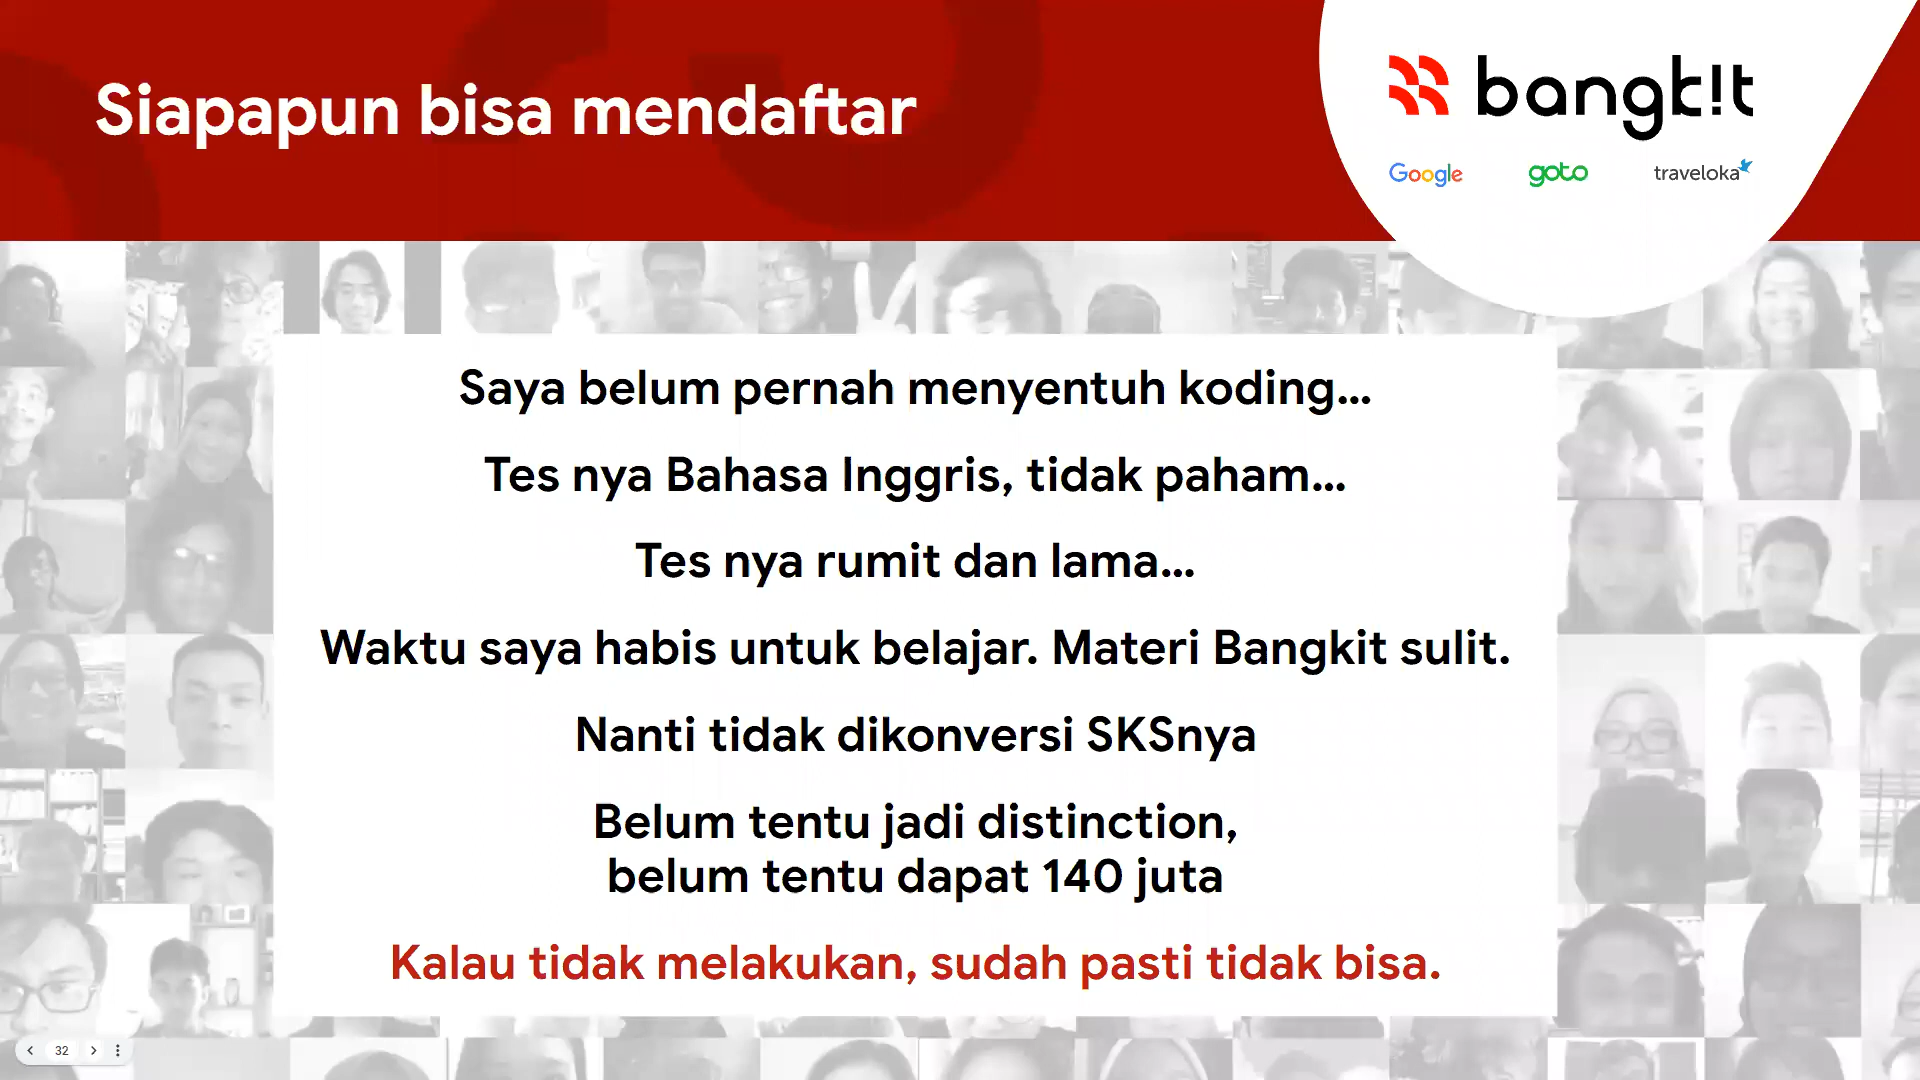 Siapapun bisa mendaftar
bangk!t
Google goto traveloka
Saya belum pernah menyentuh koding...
Tes nya Bahasa Inggris, tidak paham...
Tes nya rumit dan lama...
Waktu saya habis untuk belajar. Materi Bangkit sulit.
Nanti tidak dikonversi SKSnya
Belum tentu jadi distinction,
belum tentu dapat 140 juta
Kalau tidak melakukan, sudah pasti tidak bisa.
32